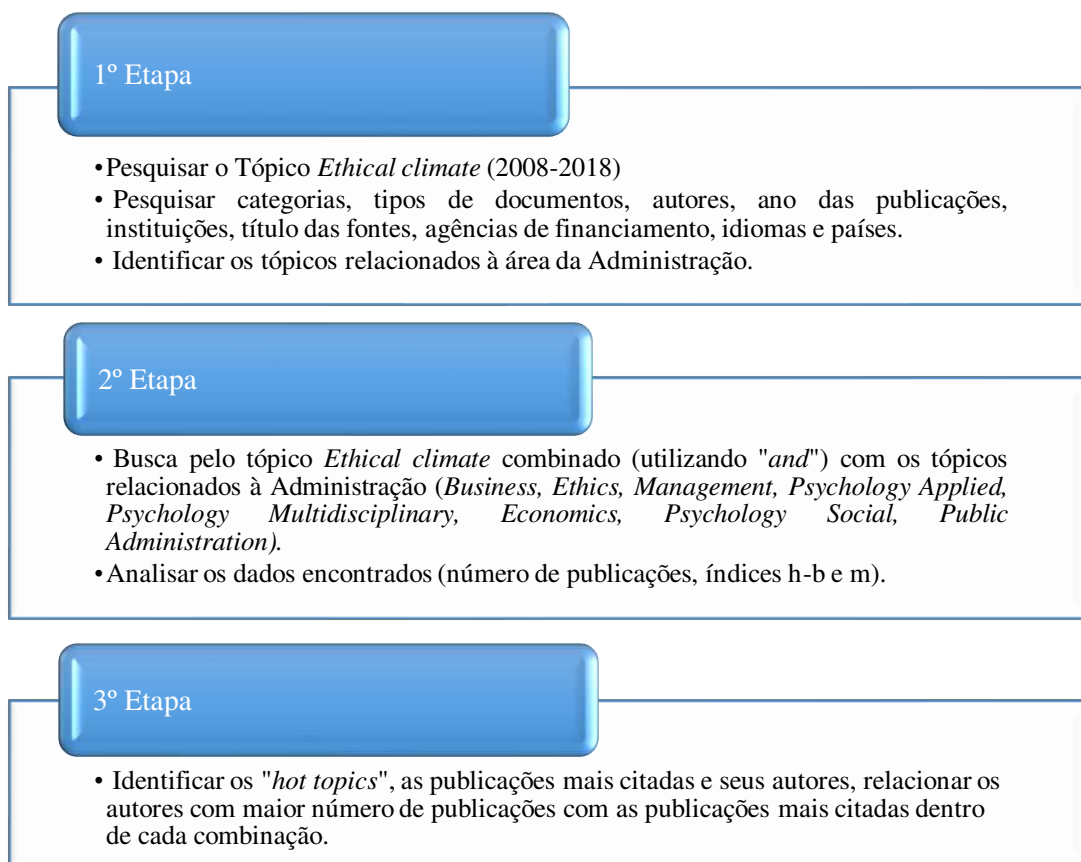 1º Etapa
•Pesquisar o Tópico Ethical climate (2008-2018)
• Pesquisar categorias, tipos de documentos, autores, ano das publicações,
instituições, título das fontes, agências de financiamento, idiomas e países.
• Identificar os tópicos relacionados à área da Administração.
2º Etapa
• Busca pelo tópico Ethical climate combinado (utilizando "and") com os tópicos
relacionados à Administração (Business, Ethics, Management, Psychology Applied,
Psychology Multidisciplinary, Economics, Psychology Social, Public
Administration).
•Analisar os dados encontrados (número de publicações, índices h-b e m).
3º Etapa
• Identificar os "hot topics", as publicações mais citadas e seus autores, relacionar os
autores com maior número de publicações com as publicações mais citadas dentro
de cada combinação.